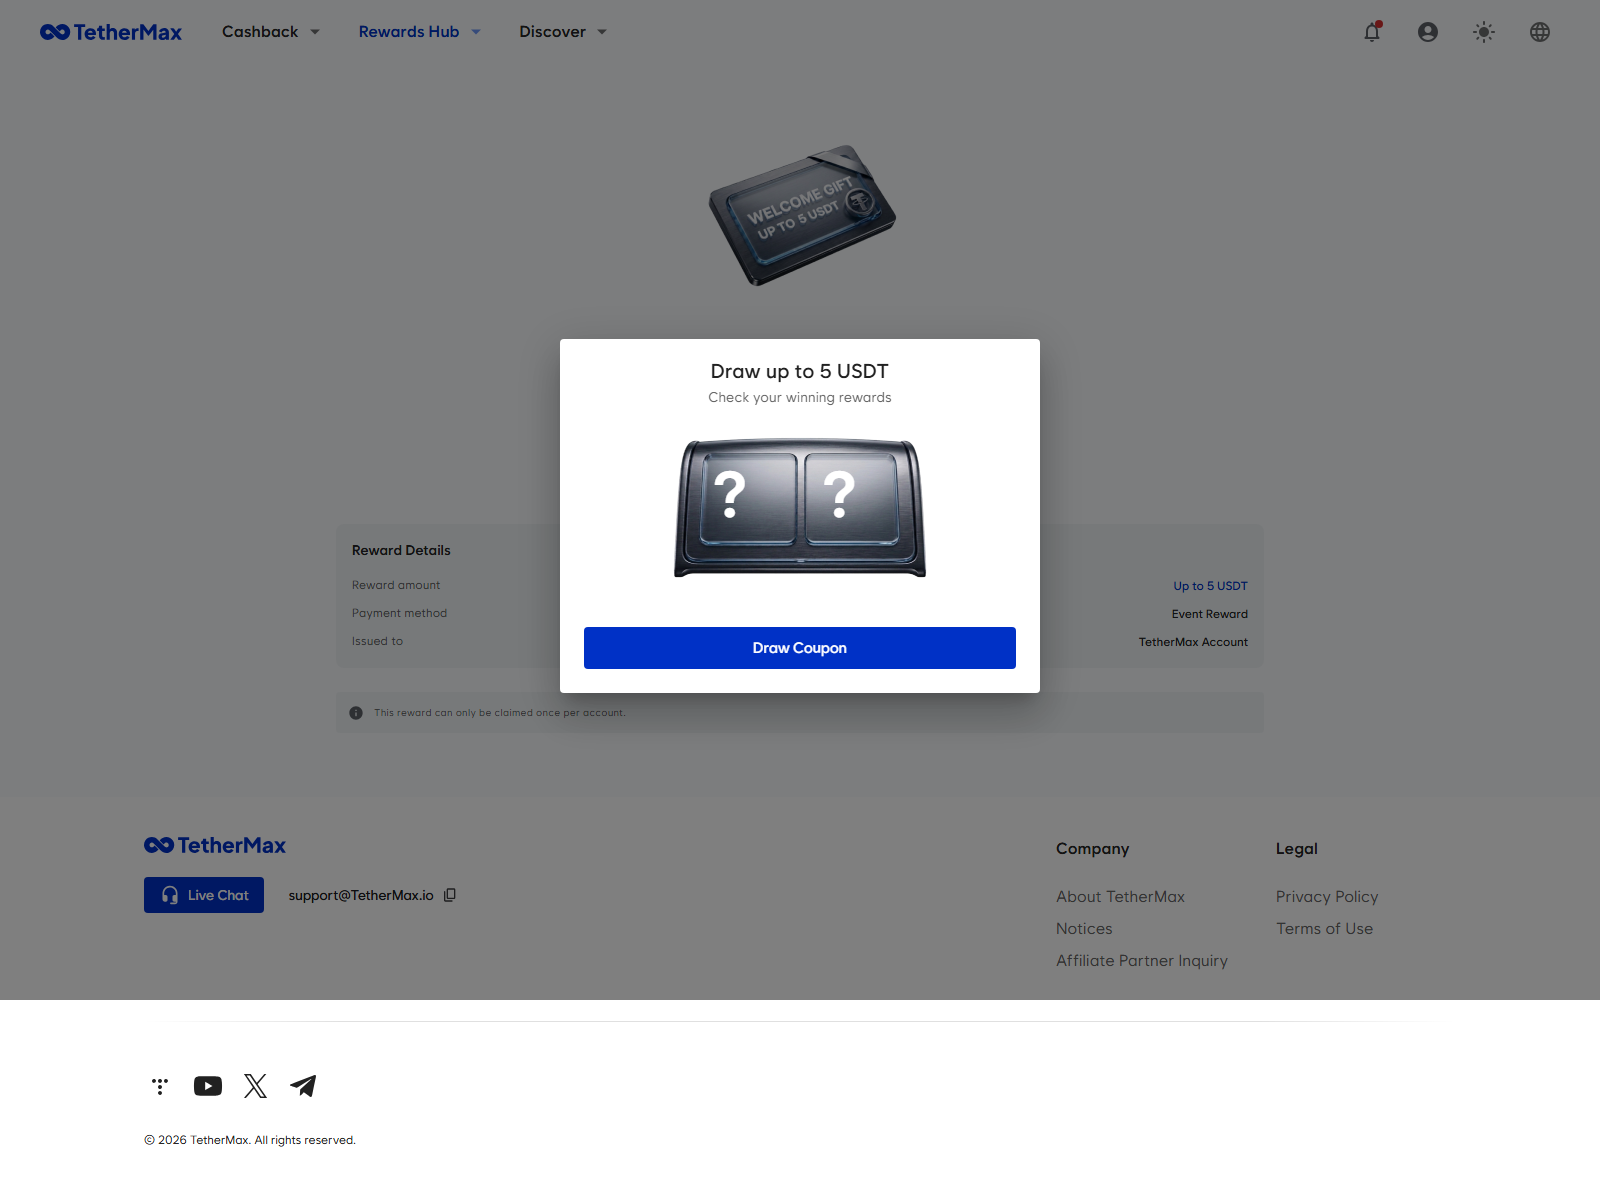 TetherMax
Cashback
Rewards Hub
Discover
WELCOME GIFT
UP TO 5 USDT
Draw up to 5 USDT
Check your winning rewards
? ?
Draw Coupon
Reward Details
Reward amount
Up to 5 USDT
Payment method
Event Reward
Issued to
TetherMax Account
This reward can only be claimed once per account.
TetherMax
Live Chat
support@TetherMax.io
Company
About TetherMax
Notices
Affiliate Partner Inquiry
Legal
Privacy Policy
Terms of Use
© 2026 TetherMax. All rights reserved.